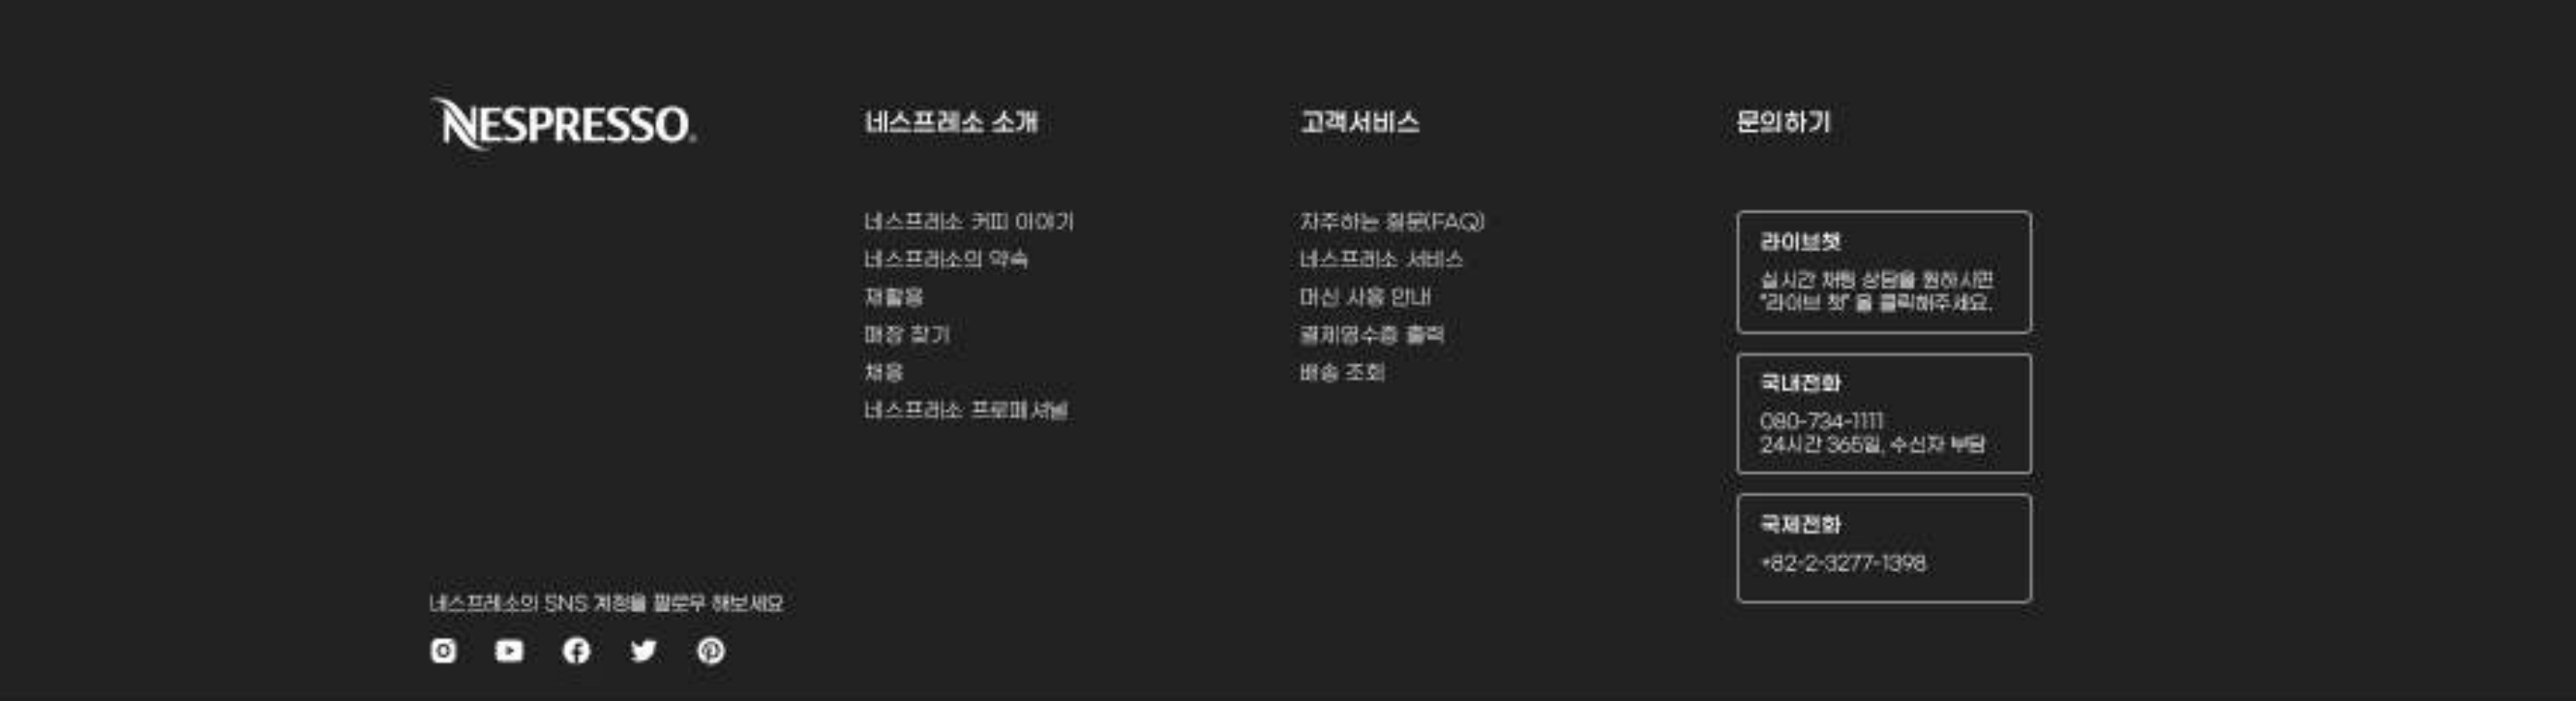 NESPRESSO
네스프레소 소개
네스프레소 커피 이야기
네스프레소의 약속
재활용
매장 찾기
채용
네스프레소 프로페셔널
고객서비스
자주하는 질문(FAQ)
네스프레소 서비스
머신 사용 안내
결제영수증 출력
배송 조회
문의하기
라이브챗
실시간 채팅 상담을 원하시면
"라이브 챗" 을 클릭해주세요.
국내전화
080-734-1111
24시간 365일, 수신자 부담
국제전화
+82-2-3277-1398
네스프레소의 SNS 계정을 팔로우 해보세요